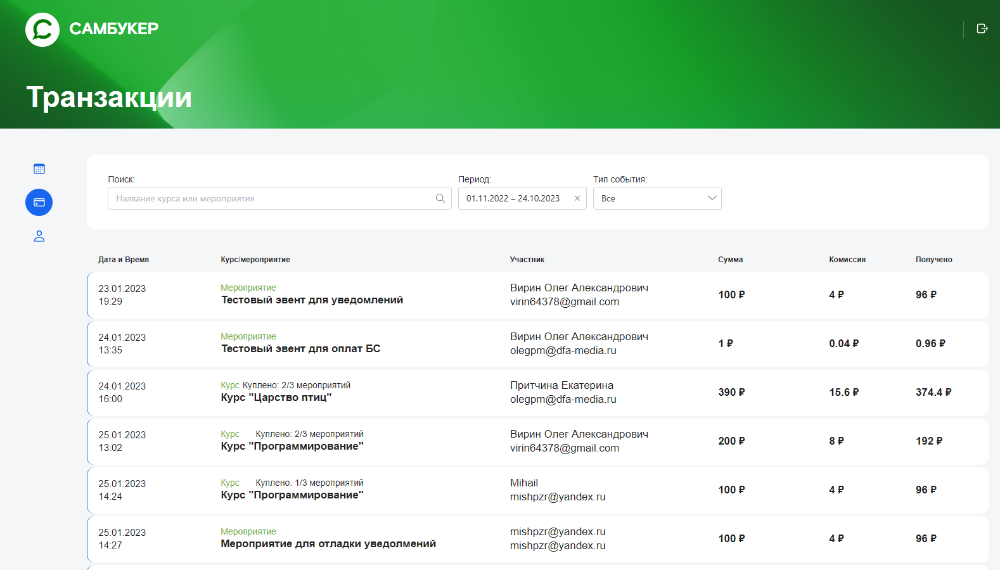 САМБУКЕР
Транзакции
Поиск:
Период:
Тип события:
Название курса или мероприятия
01.11.2022 – 24.10.2023
Все
Дата и Время
Курс/мероприятие
Участник
Сумма
Комиссия
Получено
23.01.2023
19:29
Мероприятие
Тестовый эвент для уведомлений
Вирин Олег Александрович
virin64378@gmail.com
100 ₽
4 ₽
96 ₽
24.01.2023
13:35
Мероприятие
Тестовый эвент для оплат БС
Вирин Олег Александрович
olegpm@dfa-media.ru
1 ₽
0.04 ₽
0.96 ₽
24.01.2023
16:00
Курс Куплено: 2/3 мероприятий
Курс "Царство птиц"
Притчина Екатерина
olegpm@dfa-media.ru
390 ₽
15.6 ₽
374.4 ₽
25.01.2023
13:02
Курс Куплено: 2/3 мероприятий
Курс "Программирование"
Вирин Олег Александрович
virin64378@gmail.com
200 ₽
8 ₽
192 ₽
25.01.2023
14:24
Курс Куплено: 1/3 мероприятий
Курс "Программирование"
Mihail
mishpzr@yandex.ru
100 ₽
4 ₽
96 ₽
25.01.2023
14:27
Мероприятие
Мероприятие для отладки уведолмений
mishpzr@yandex.ru
mishpzr@yandex.ru
100 ₽
4 ₽
96 ₽